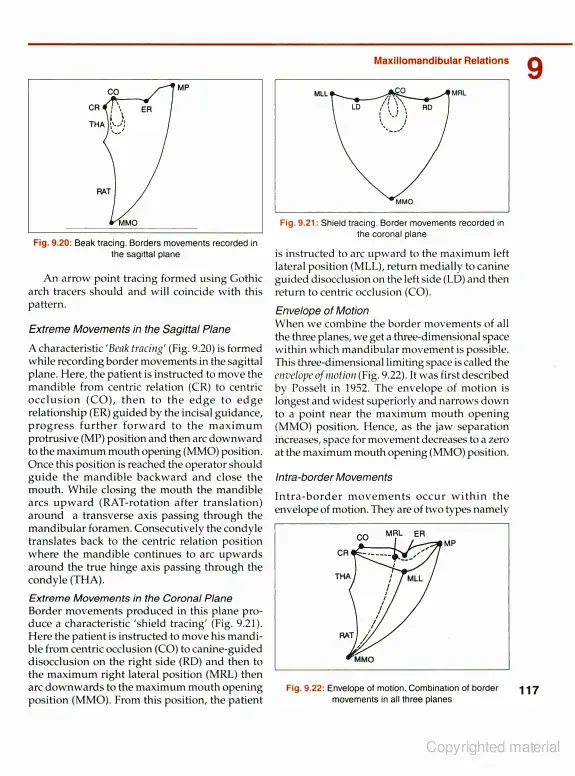 Maxillomandibular Relations
9
CO
MP
CR
ER
THA
RAT
MMO
Fig. 9.20: Beak tracing. Borders movements recorded in
the sagittal plane
An arrow point tracing formed using Gothic
arch tracers should and will coincide with this
pattern.
Extreme Movements in the Sagittal Plane
A characteristic 'Beak tracing' (Fig. 9.20) is formed
while recording border movements in the sagittal
plane. Here, the patient is instructed to move the
mandible from centric relation (CR) to centric
occlusion (CO), then to the edge to edge
relationship (ER) guided by the incisal guidance,
progress further forward to the maximum
protrusive (MP) position and then arc downward
to the maximum mouth opening (MMO) position.
Once this position is reached the operator should
guide the mandible backward and close the
mouth. While closing the mouth the mandible
arcs upward (RAT-rotation after translation)
around a transverse axis passing through the
mandibular foramen. Consecutively the condyle
translates back to the centric relation position
where the mandible continues to arc upwards
around the true hinge axis passing through the
condyle (THA).
Extreme Movements in the Coronal Plane
Border movements produced in this plane pro-
duce a characteristic 'shield tracing' (Fig. 9.21).
Here the patient is instructed to move his mandi-
ble from centric occlusion (CO) to canine-guided
disocclusion on the right side (RD) and then to
the maximum right lateral position (MRL) then
arc downwards to the maximum mouth opening
position (MMO). From this position, the patient
MLL
CO
MRL
LD
RD
MMO
Fig. 9.21: Shield tracing. Border movements recorded in
the coronal plane
is instructed to arc upward to the maximum left
lateral position (MLL), return medially to canine
guided disocclusion on the left side (LD) and then
return to centric occlusion (CO).
Envelope of Motion
When we combine the border movements of all
the three planes, we get a three-dimensional space
within which mandibular movement is possible.
This three-dimensional limiting space is called the
envelope of motion (Fig. 9.22). It was first described
by Posselt in 1952. The envelope of motion is
longest and widest superiorly and narrows down
to a point near the maximum mouth opening
(MMO) position. Hence, as the jaw separation
increases, space for movement decreases to a zero
at the maximum mouth opening (MMO) position.
Intra-border Movements
Intra-border movements occur within the
envelope of motion. They are of two types namely
CO
MRL
ER
MP
CR
THA
MLL
RAT
MMO
Fig. 9.22: Envelope of motion. Combination of border
movements in all three planes
117
Copyrighted material